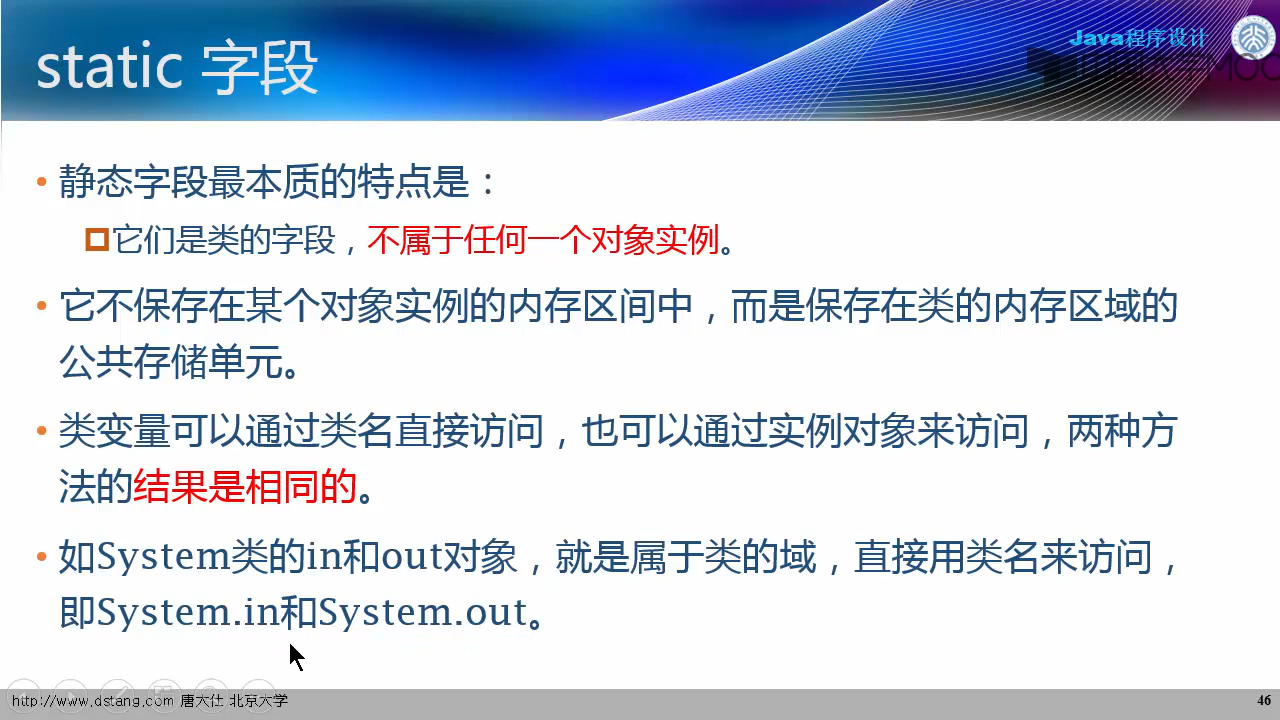 static 字段
Java程序设计
静态字段最本质的特点是：
它们是类的字段，不属于任何一个对象实例。
它不保存在某个对象实例的内存区间中，而是保存在类的内存区域的
公共存储单元。
类变量可以通过类名直接访问，也可以通过实例对象来访问，两种方
法的结果是相同的。
如System类的in和out对象，就是属于类的域，直接用类名来访问，
即System.in和System.out。
http://www.dstang.com 唐大仕 北京大学
46